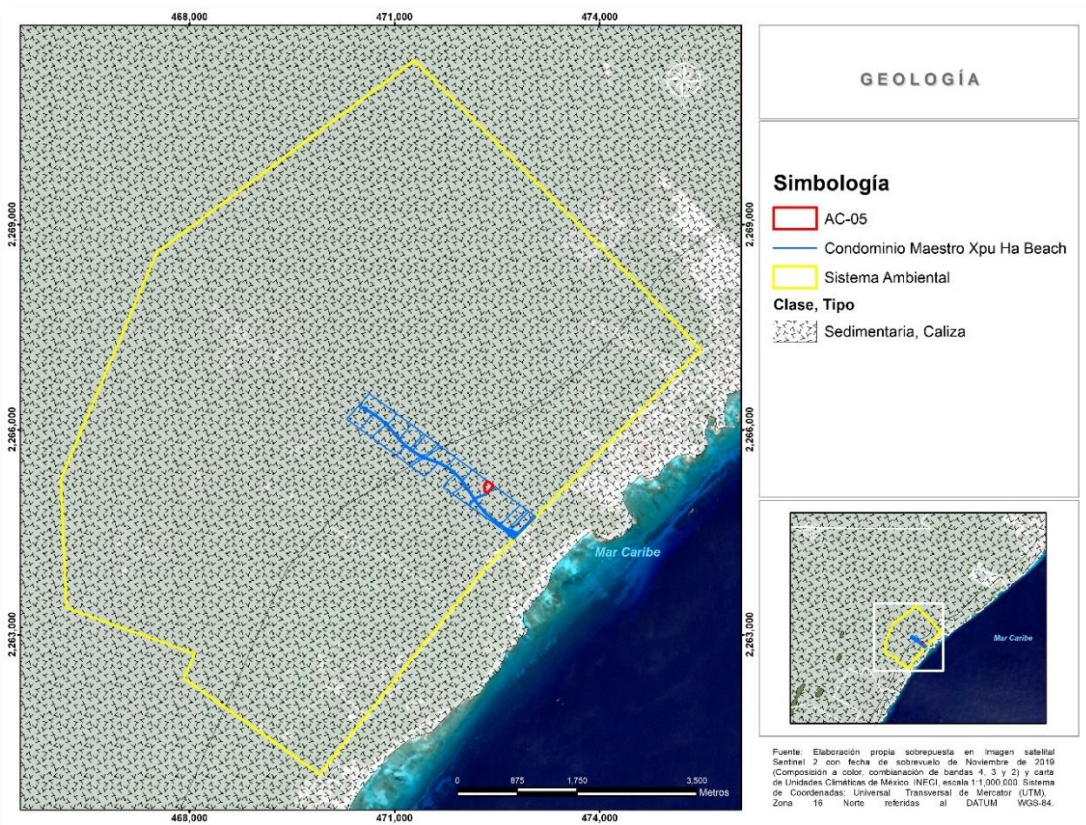 468,000 471,000 474,000
2,269,000 2,269,000
2,266,000 2,266,000
2,263,000 2,263,000
Mar Caribe
0 875 1,750 3,500
Metros
468,000 471,000 474,000
GEOLOGÍA
Simbología
AC-05
Condominio Maestro Xpu Ha Beach
Sistema Ambiental
Clase, Tipo
Sedimentaria, Caliza
Mar Caribe
Fuente: Elaboración propia sobrepuesta en Imagen satelital
Sentinel 2 con fecha de sobrevuelo de Noviembre de 2019
(Composición a color, combianación de bandas 4, 3 y 2) y carta
de Unidades Climáticas de México. INEGI, escala 1:1,000,000. Sistema
de Coordenadas: Universal Transversal de Mercator (UTM),
Zona 16 Norte referidas al DATUM WGS-84.